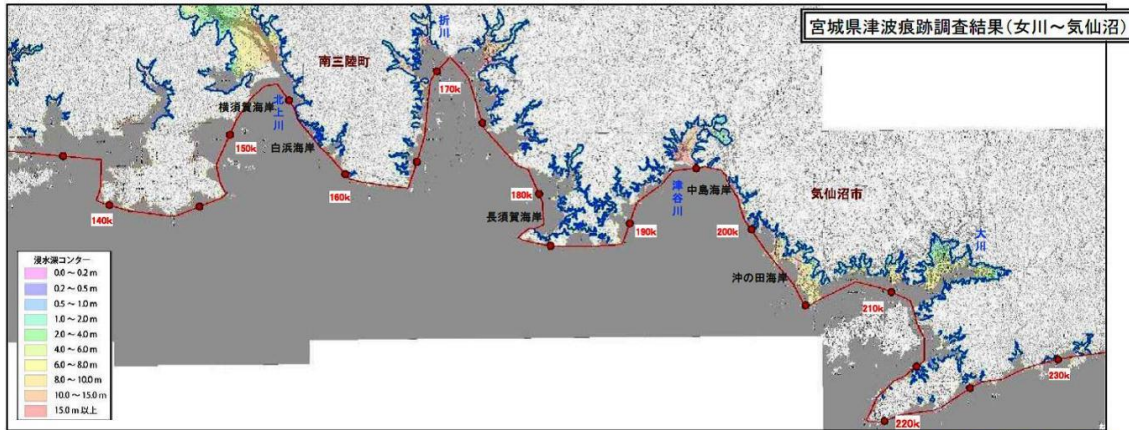 宮城県津波痕跡調査結果(女川~気仙沼)
折川
南三陸町
170k
横須賀海岸
北上川
150k
白浜海岸
160k
140k
180k
長須賀海岸
190k
津谷川
中島海岸
200k
気仙沼市
沖の田海岸
大川
210k
220k
230k
浸水深コンター
0.0~0.2 m
0.2~0.5 m
0.5~1.0 m
1.0~2.0 m
2.0~4.0 m
4.0~6.0 m
6.0~8.0 m
8.0~10.0 m
10.0~15.0 m
15.0 m 以上